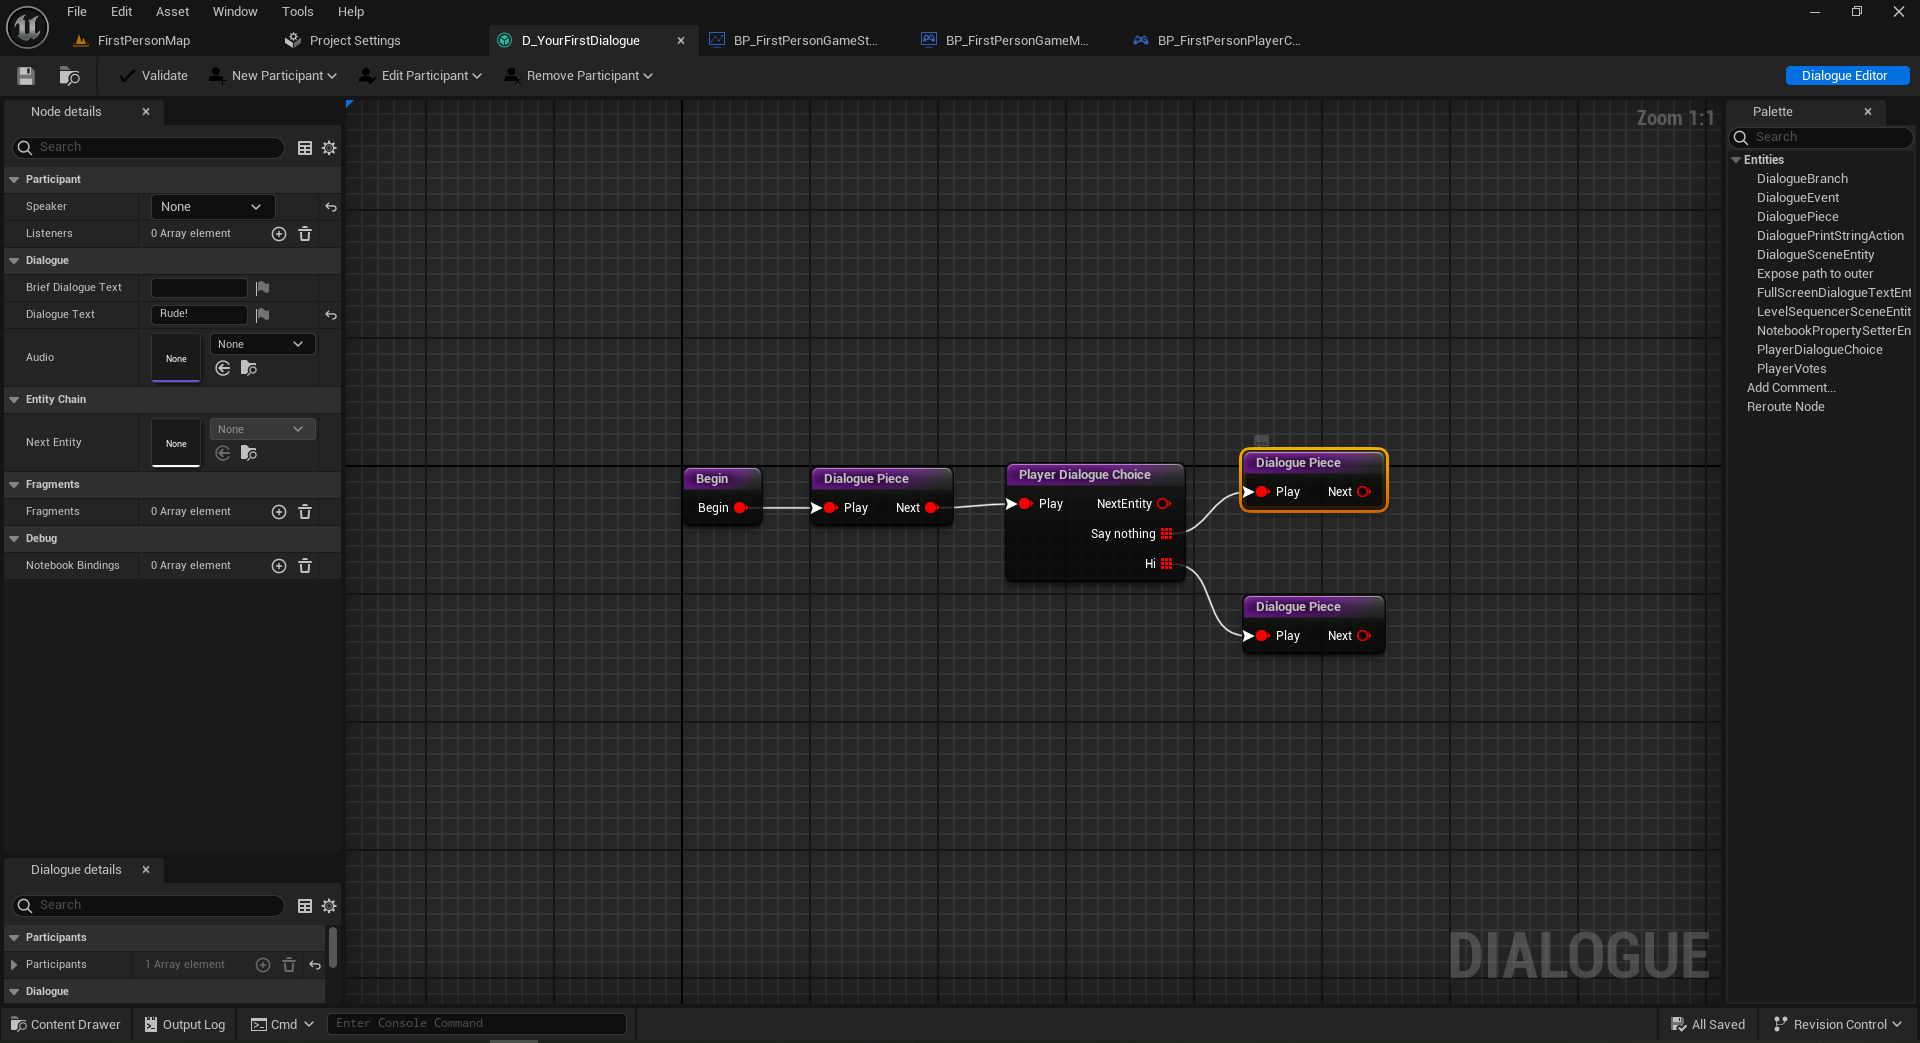 File Edit Asset Window Tools Help
FirstPersonMap Project Settings D_YourFirstDialogue BP_FirstPersonGameSt... BP_FirstPersonGameM... BP_FirstPersonPlayerC...
Validate New Participant Edit Participant Remove Participant Dialogue Editor
Node details
Search
Participant
Speaker None
Listeners 0 Array element
Dialogue
Brief Dialogue Text
Dialogue Text Rude!
Audio None None
Entity Chain
Next Entity None None
Fragments
Fragments 0 Array element
Debug
Notebook Bindings 0 Array element
Dialogue details
Search
Participants
Participants 1 Array element
Dialogue
Zoom 1:1
Begin
Begin
Dialogue Piece
Play Next
Player Dialogue Choice
Play NextEntity
Say nothing
Hi
Dialogue Piece
Play Next
Dialogue Piece
Play Next
DIALOGUE
Palette
Search
Entities
DialogueBranch
DialogueEvent
DialoguePiece
DialoguePrintStringAction
DialogueSceneEntity
Expose path to outer
FullScreenDialogueTextEnt
LevelSequencerSceneEntit
NotebookPropertySetterEn
PlayerDialogueChoice
PlayerVotes
Add Comment...
Reroute Node
Content Drawer Output Log Cmd Enter Console Command All Saved Revision Control